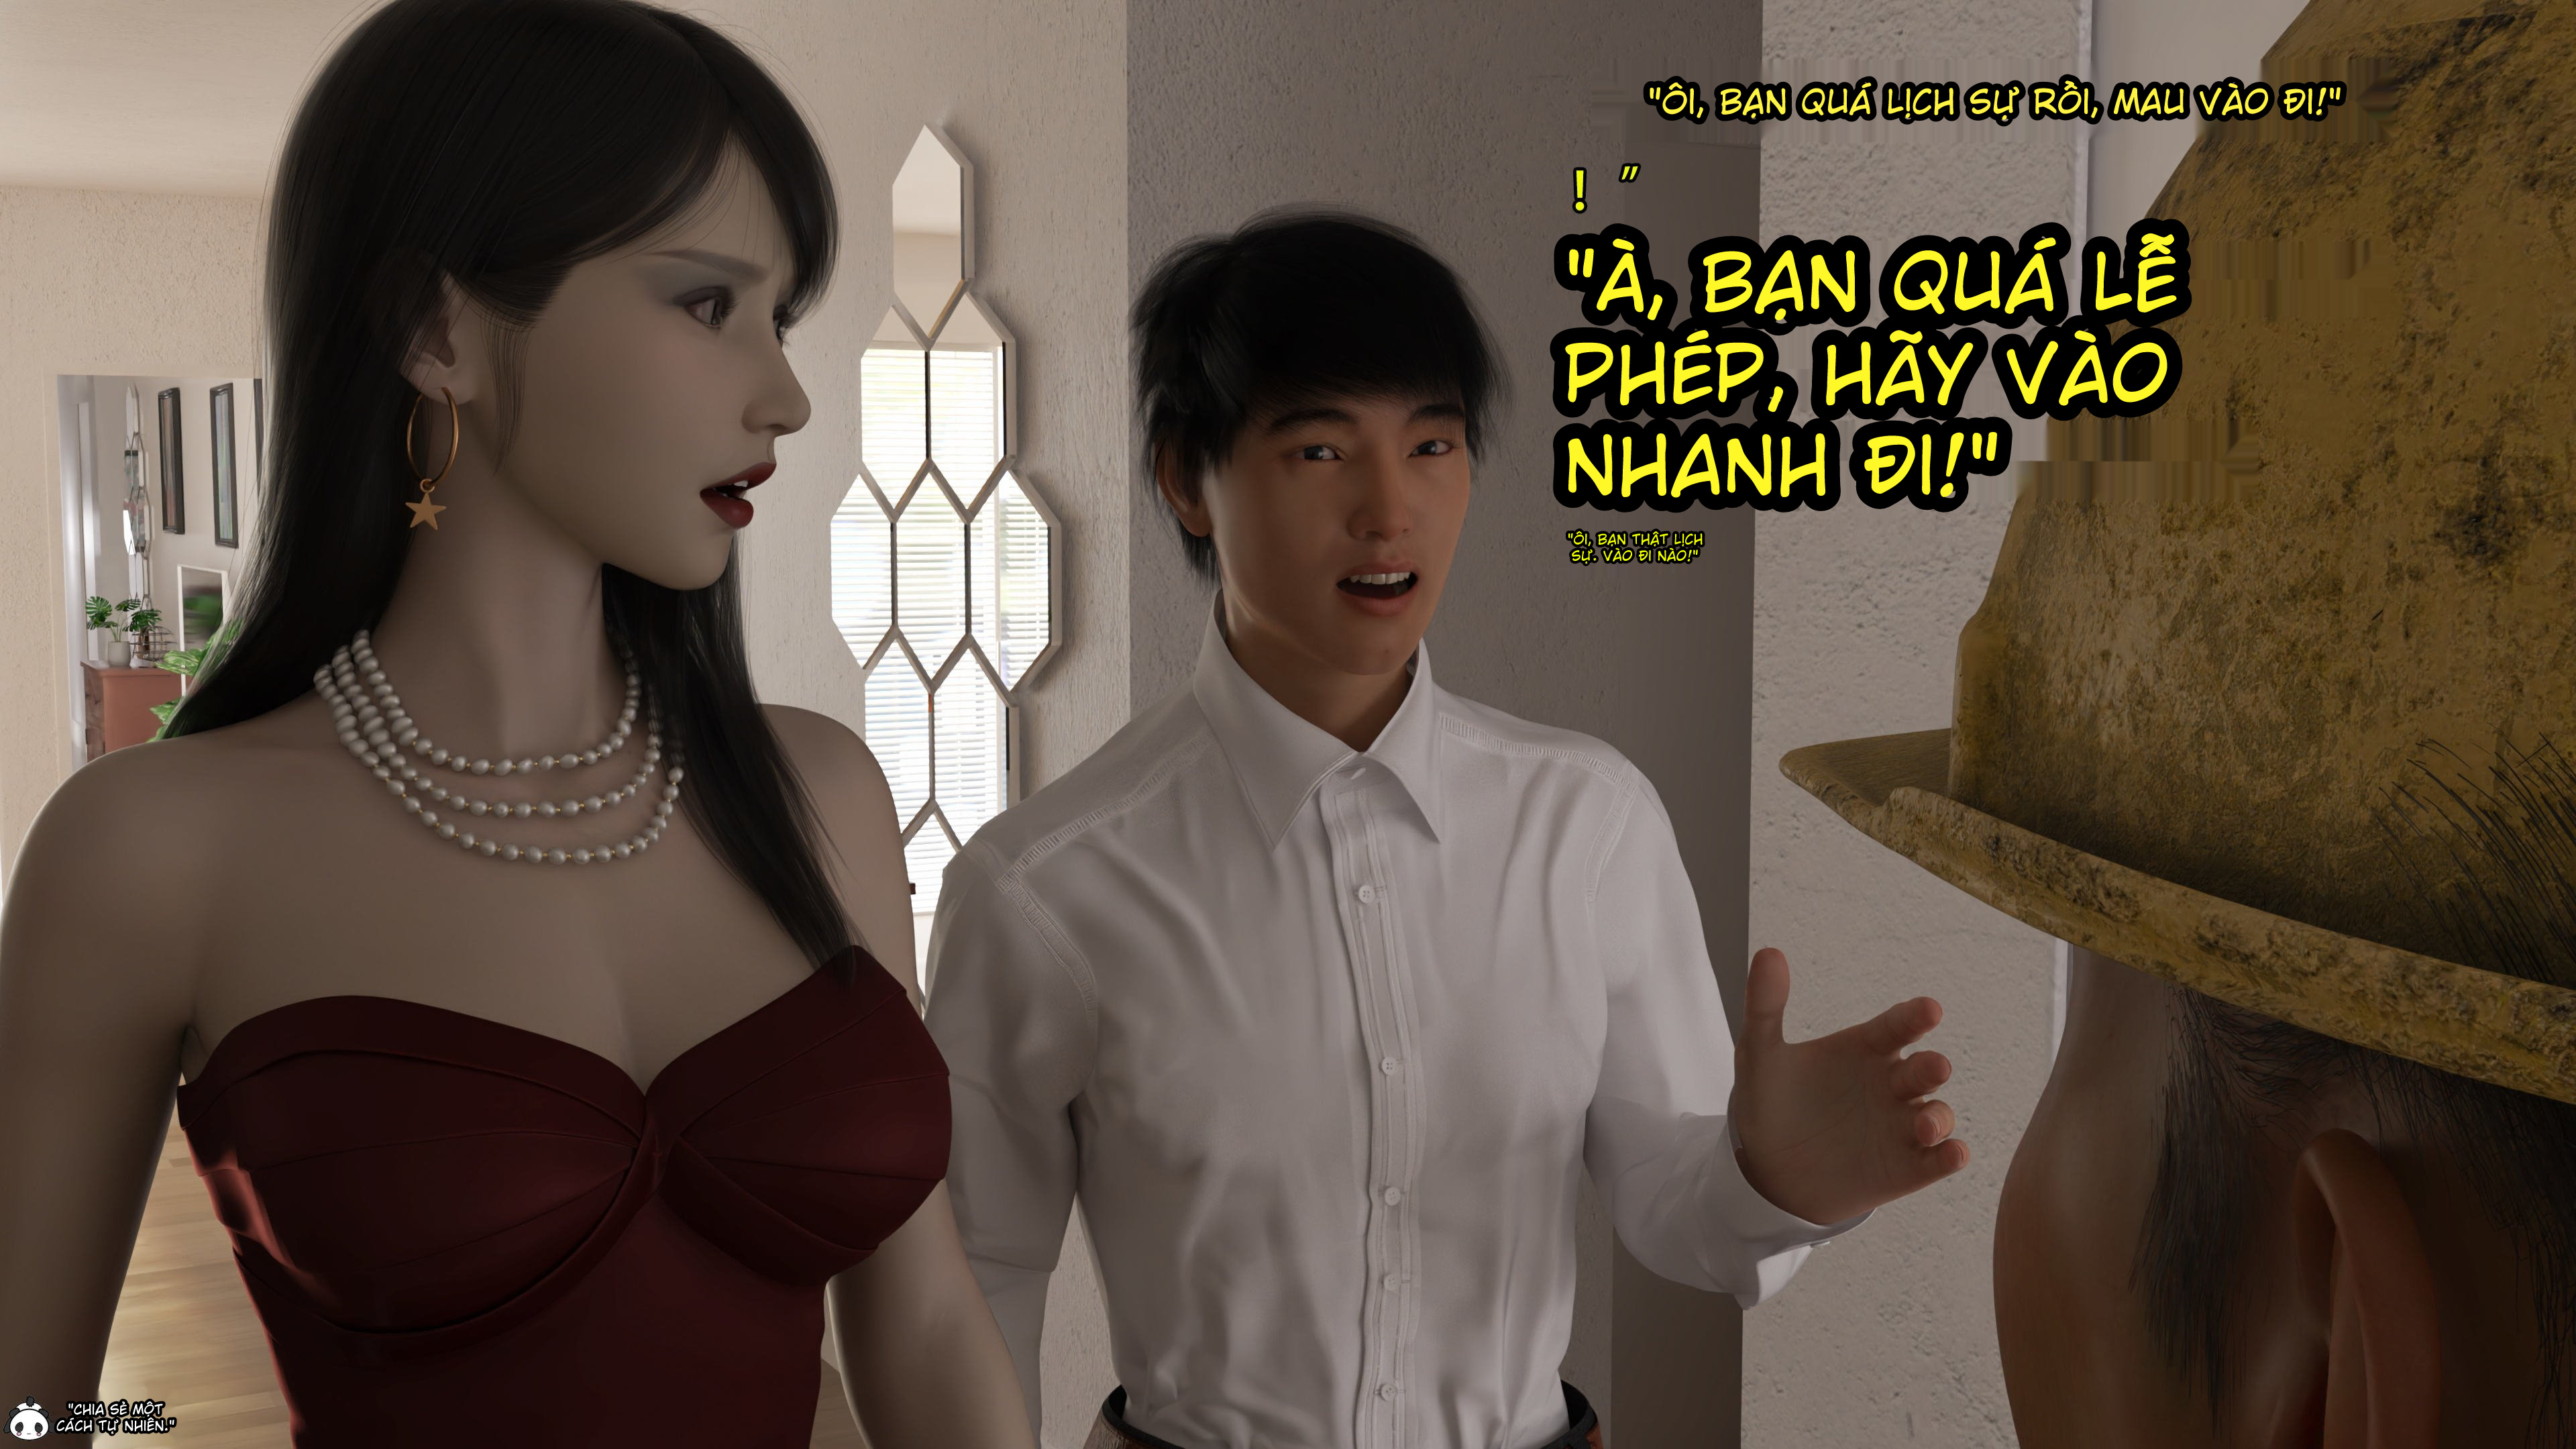 "ÔI, BẠN QUÁ LỊCH SỰ RỒI, MAU VÀO ĐI!"
! "
"À, BẠN QUÁ LỄ
PHÉP, HÃY VÀO
NHANH ĐI!"
"ÔI, BẠN THẬT LỊCH
SỰ. VÀO ĐI NÀO!"
"CHIA SẺ MỘT
CÁCH TỰ NHIÊN."